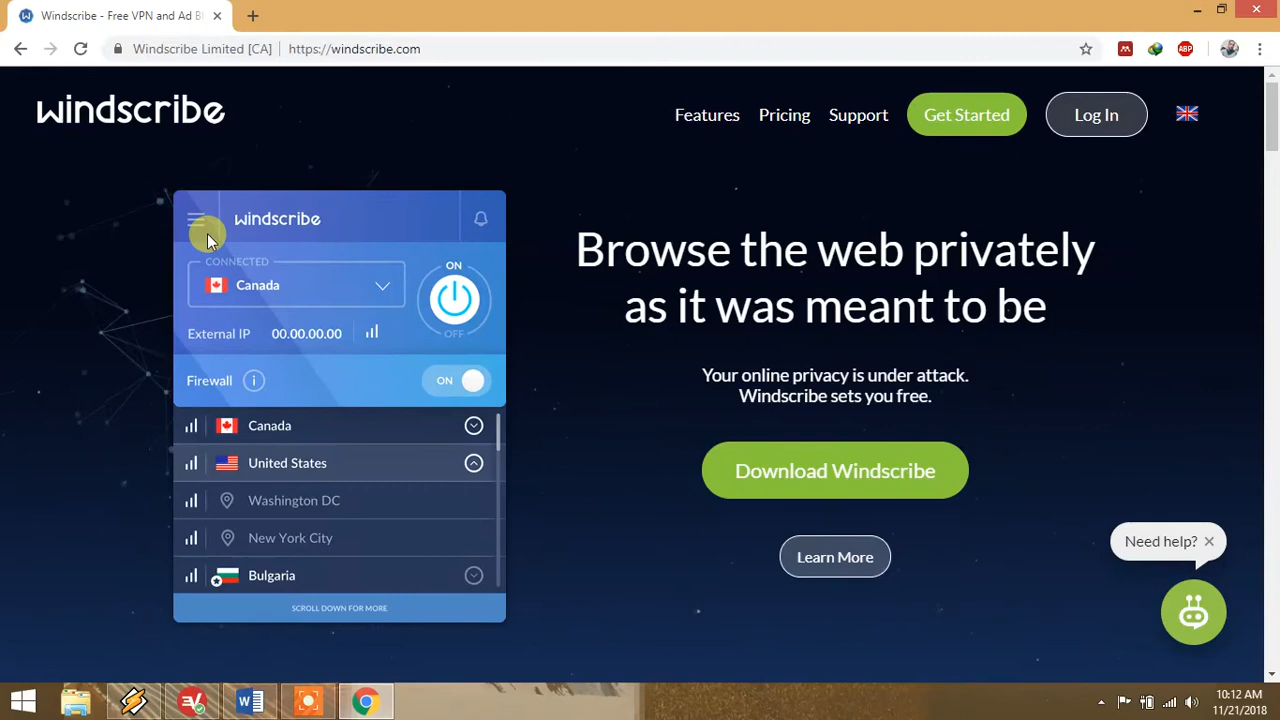 Windscribe - Free VPN and Ad Bl
Windscribe Limited [CA] https://windscribe.com
ABP
windscribe
Features Pricing Support Get Started Log In
windscribe
CONNECTED
Canada
ON
OFF
External IP 00.00.00.00
Firewall i ON
Canada
United States
Washington DC
New York City
Bulgaria
SCROLL DOWN FOR MORE
Browse the web privately
as it was meant to be
Your online privacy is under attack.
Windscribe sets you free.
Download Windscribe
Learn More
Need help?
10:12 AM
11/21/2018